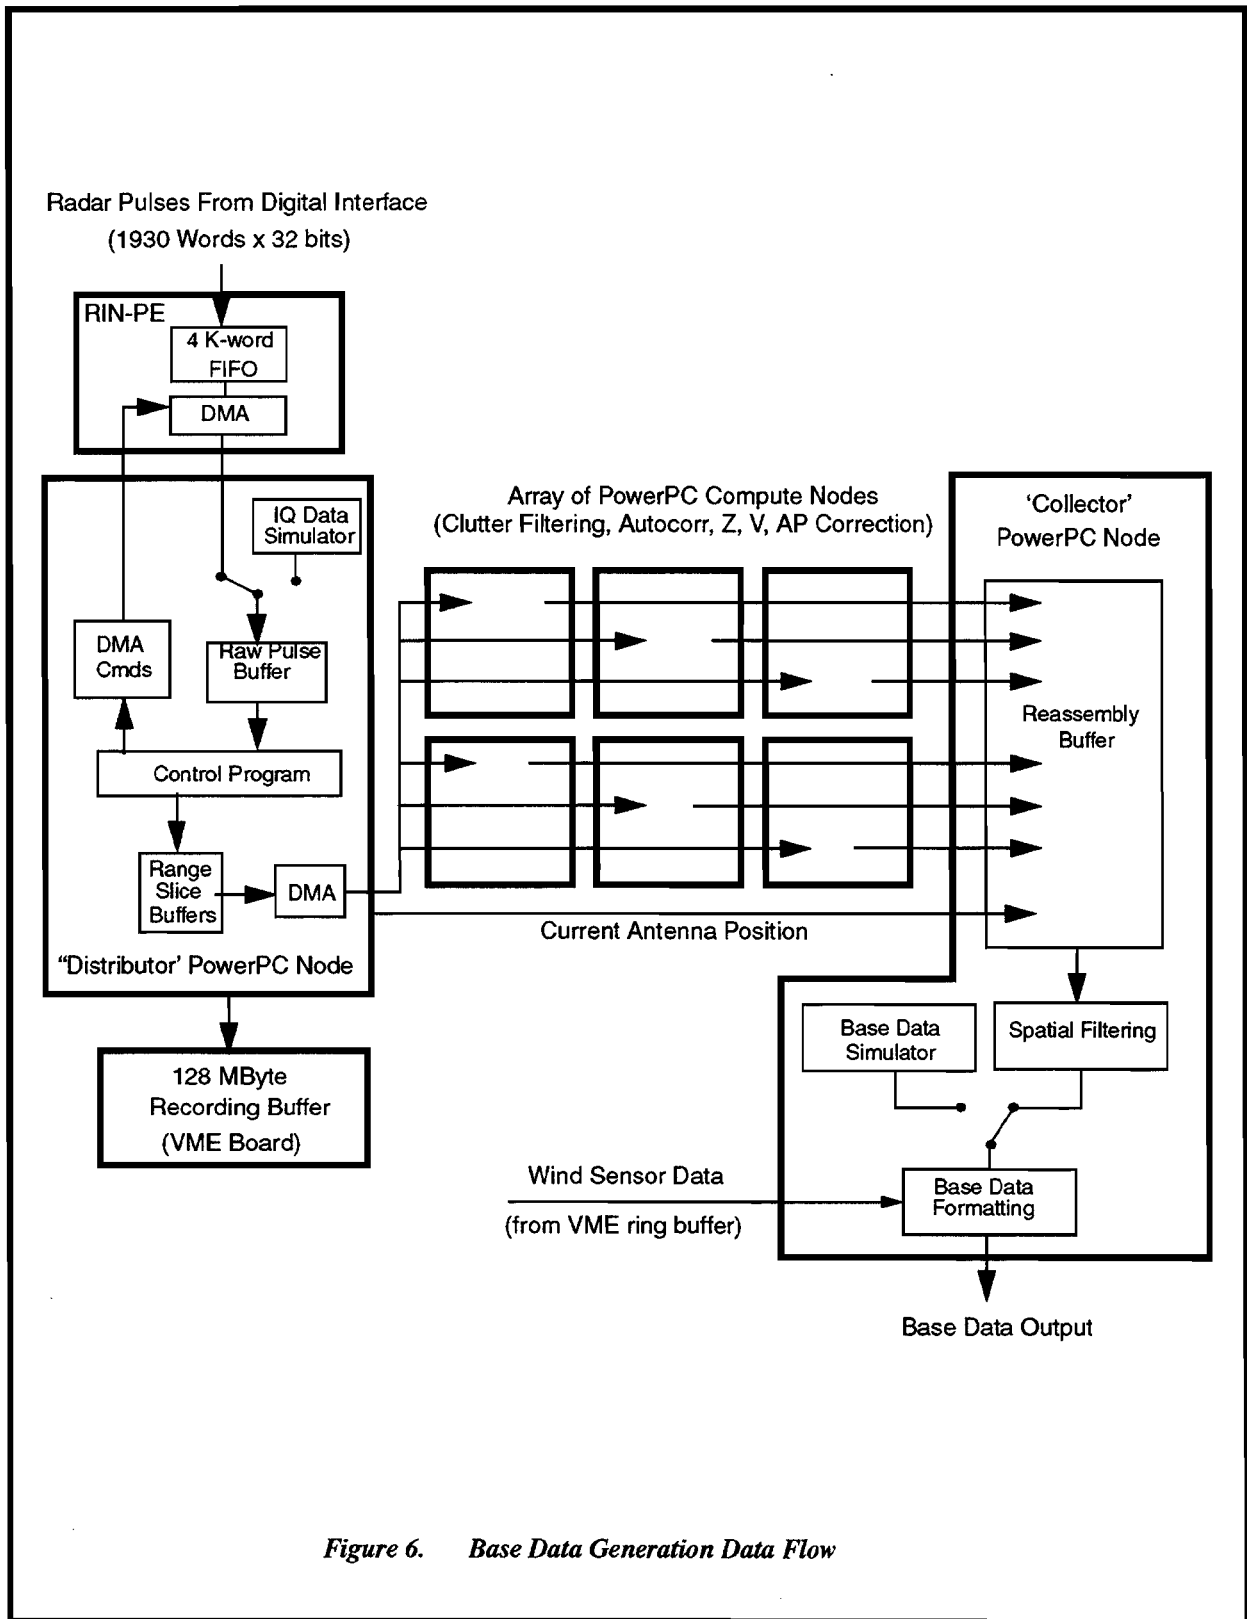 Radar Pulses From Digital Interface
(1930 Words x 32 bits)
RIN-PE
4 K-word
FIFO
DMA
IQ Data
Simulator
DMA
Cmds
Raw Pulse
Buffer
Control Program
Range
Slice
Buffers
DMA
"Distributor' PowerPC Node
128 MByte
Recording Buffer
(VME Board)
Array of PowerPC Compute Nodes
(Clutter Filtering, Autocorr, Z, V, AP Correction)
Current Antenna Position
'Collector'
PowerPC Node
Reassembly
Buffer
Base Data
Simulator
Spatial Filtering
Wind Sensor Data
(from VME ring buffer)
Base Data
Formatting
Base Data Output
Figure 6. Base Data Generation Data Flow